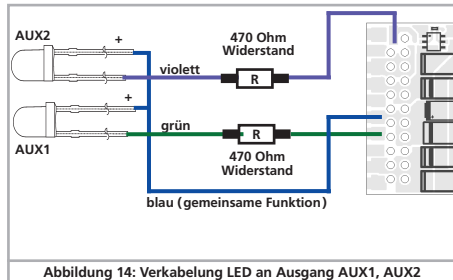 AUX2
+
470 Ohm
Widerstand
violett
R
+
grün
R
AUX1
470 Ohm
Widerstand
blau (gemeinsame Funktion)
Abbildung 14: Verkabelung LED an Ausgang AUX1, AUX2